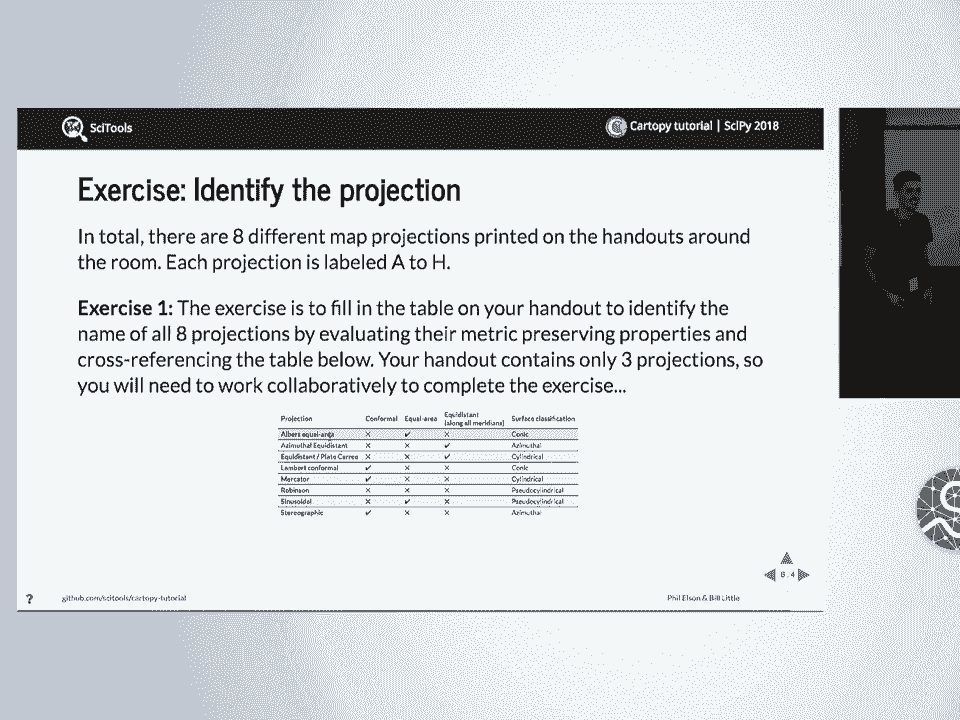 SciTools
Cartopy tutorial | SciPy 2018
Exercise: Identify the projection
In total, there are 8 different map projections printed on the handouts around
the room. Each projection is labeled A to H.
Exercise 1: The exercise is to fill in the table on your handout to identify the
name of all 8 projections by evaluating their metric preserving properties and
cross-referencing the table below. Your handout contains only 3 projections, so
you will need to work collaboratively to complete the exercise...
Projection Conformal Equal-area Equidistant (along all meridians) Surface classification
Albers equal-area ✗ ✓ ✗ Conic
Azimuthal Equidistant ✗ ✗ ✓ Azimuthal
Equidistant / Plate Carree ✗ ✗ ✓ Cylindrical
Lambert conformal ✓ ✗ ✗ Conic
Mercator ✓ ✗ ✗ Cylindrical
Robinson ✗ ✗ ✗ Pseudocylindrical
Sinusoidal ✗ ✓ ✗ Pseudocylindrical
Stereographic ✓ ✗ ✗ Azimuthal
6.4
? github.com/scitools/cartopy-tutorial
Phil Elson & Bill Little